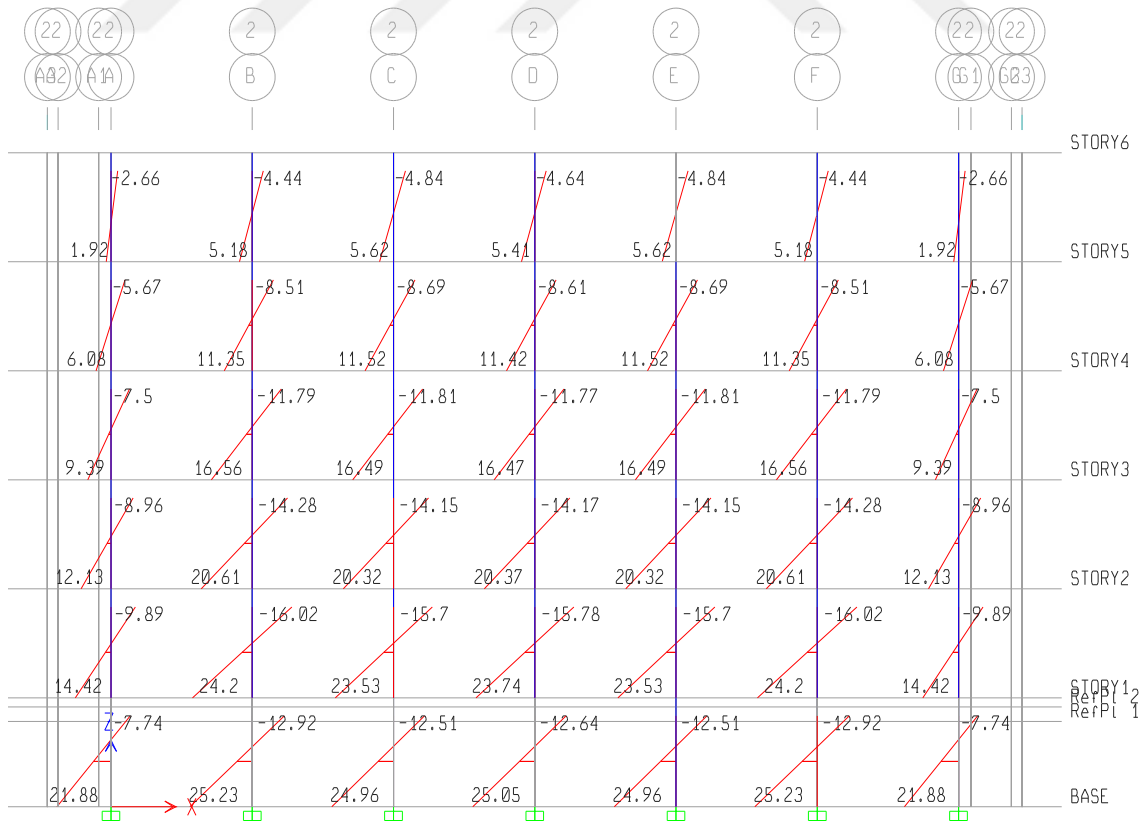 22 22 2 2 2 2 2 22 22
A3 A2 A1 A B C D E F G G1 G2 G3
STORY6
-2.66 -4.44 -4.84 -4.64 -4.84 -4.44 -2.66
1.92 5.18 5.62 5.41 5.62 5.18 1.92 STORY5
-5.67 -8.51 -8.69 -8.61 -8.69 -8.51 -5.67
6.08 11.35 11.52 11.42 11.52 11.35 6.08 STORY4
-7.5 -11.79 -11.81 -11.77 -11.81 -11.79 -7.5
9.39 16.56 16.49 16.47 16.49 16.56 9.39 STORY3
-8.96 -14.28 -14.15 -14.17 -14.15 -14.28 -8.96
12.13 20.61 20.32 20.37 20.32 20.61 12.13 STORY2
-9.89 -16.02 -15.7 -15.78 -15.7 -16.02 -9.89
14.42 24.2 23.53 23.74 23.53 24.2 14.42 STORY1
RefPl 2
RefPl 1
Z -7.74 -12.92 -12.51 -12.64 -12.51 -12.92 -7.74
21.88 X 25.23 24.96 25.05 24.96 25.23 21.88 BASE